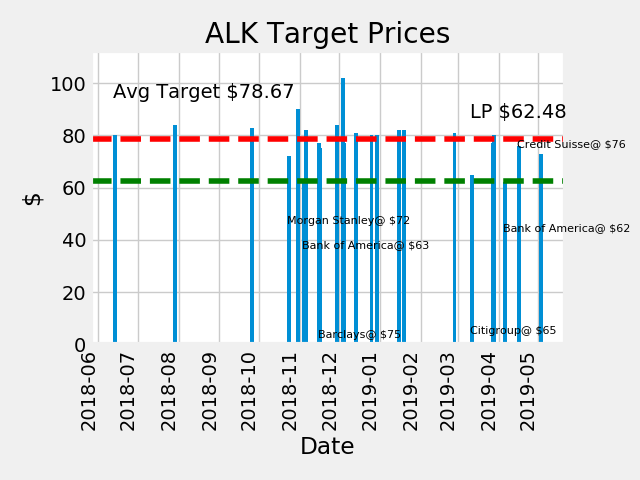 ALK Target Prices
100
80
60
40
20
0
$
Avg Target $78.67
LP $62.48
Credit Suisse@ $76
Morgan Stanley@ $72
Bank of America@ $62
Bank of America@ $63
Barclays@ $75
Citigroup@ $65
2018-06
2018-07
2018-08
2018-09
2018-10
2018-11
2018-12
2019-01
2019-02
2019-03
2019-04
2019-05
Date